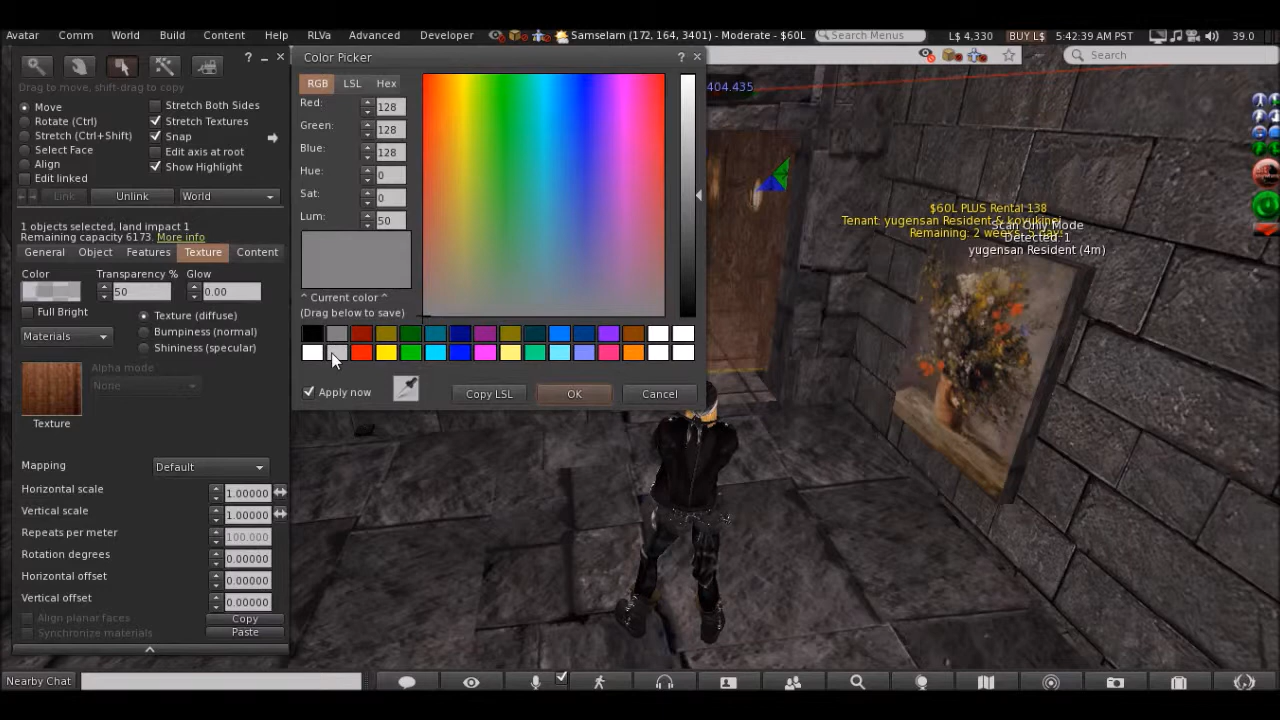 Avatar Comm World Build Content Help RLVa Advanced Developer Samselarn (172, 164, 3401) - Moderate - $60L Search Menus L$ 4,330 BUY L$ 5:42:39 AM PST 39.0
? _ × Color Picker ? × Search
RGB LSL Hex 404.435
Drag to move, shift-drag to copy
Move Stretch Both Sides Red: 128
Rotate (Ctrl) Stretch Textures Green: 128
Stretch (Ctrl+Shift) Snap
Select Face Edit axis at root Blue: 128
Align Show Highlight Hue: 0
Edit linked
Link Unlink World Sat: 0
$60L PLUS Rental 138
Lum: 50
Tenant: yugensan Resident & koyukinei
1 objects selected, land impact 1
Scan Only Mode
Remaining capacity 6173. More info
Detected: 1
yugensan Resident (4m)
General Object Features Texture Content
Color Transparency % Glow
50 0.00
^ Current color ^
Full Bright Texture (diffuse) (Drag below to save)
Materials Bumpiness (normal)
Shininess (specular)
Alpha mode
None
Apply now Copy LSL OK Cancel
Texture
Mapping Default
Horizontal scale 1.00000
Vertical scale 1.00000
Repeats per meter 100.000
Rotation degrees 0.00000
Horizontal offset 0.00000
Vertical offset 0.00000
Align planar faces Copy
Synchronize materials Paste
Nearby Chat